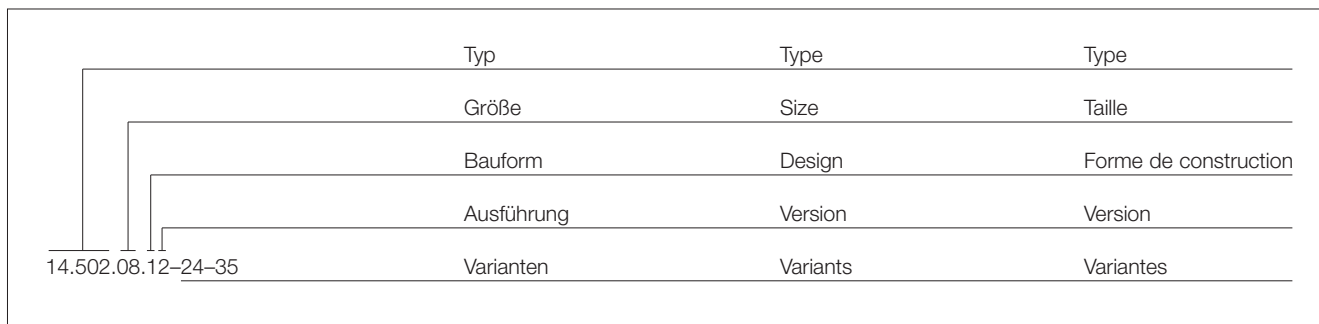 Typ Type Type
Größe Size Taille
Bauform Design Forme de construction
Ausführung Version Version
14.502.08.12–24–35 Varianten Variants Variantes